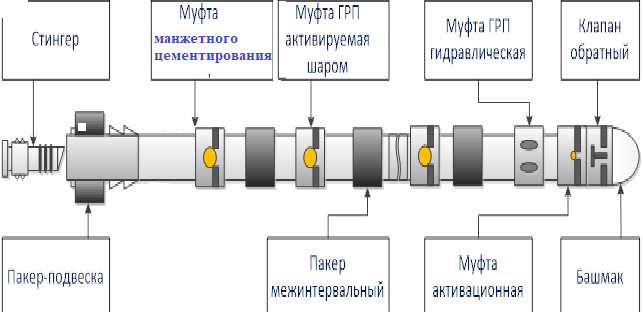 Стингер
Муфта
манжетного
цементирования
Муфта ГРП
активируемая
шаром
Муфта ГРП
гидравлическая
Клапан
обратный
Пакер-подвеска
Пакер
межинтервальный
Муфта
активационная
Башмак